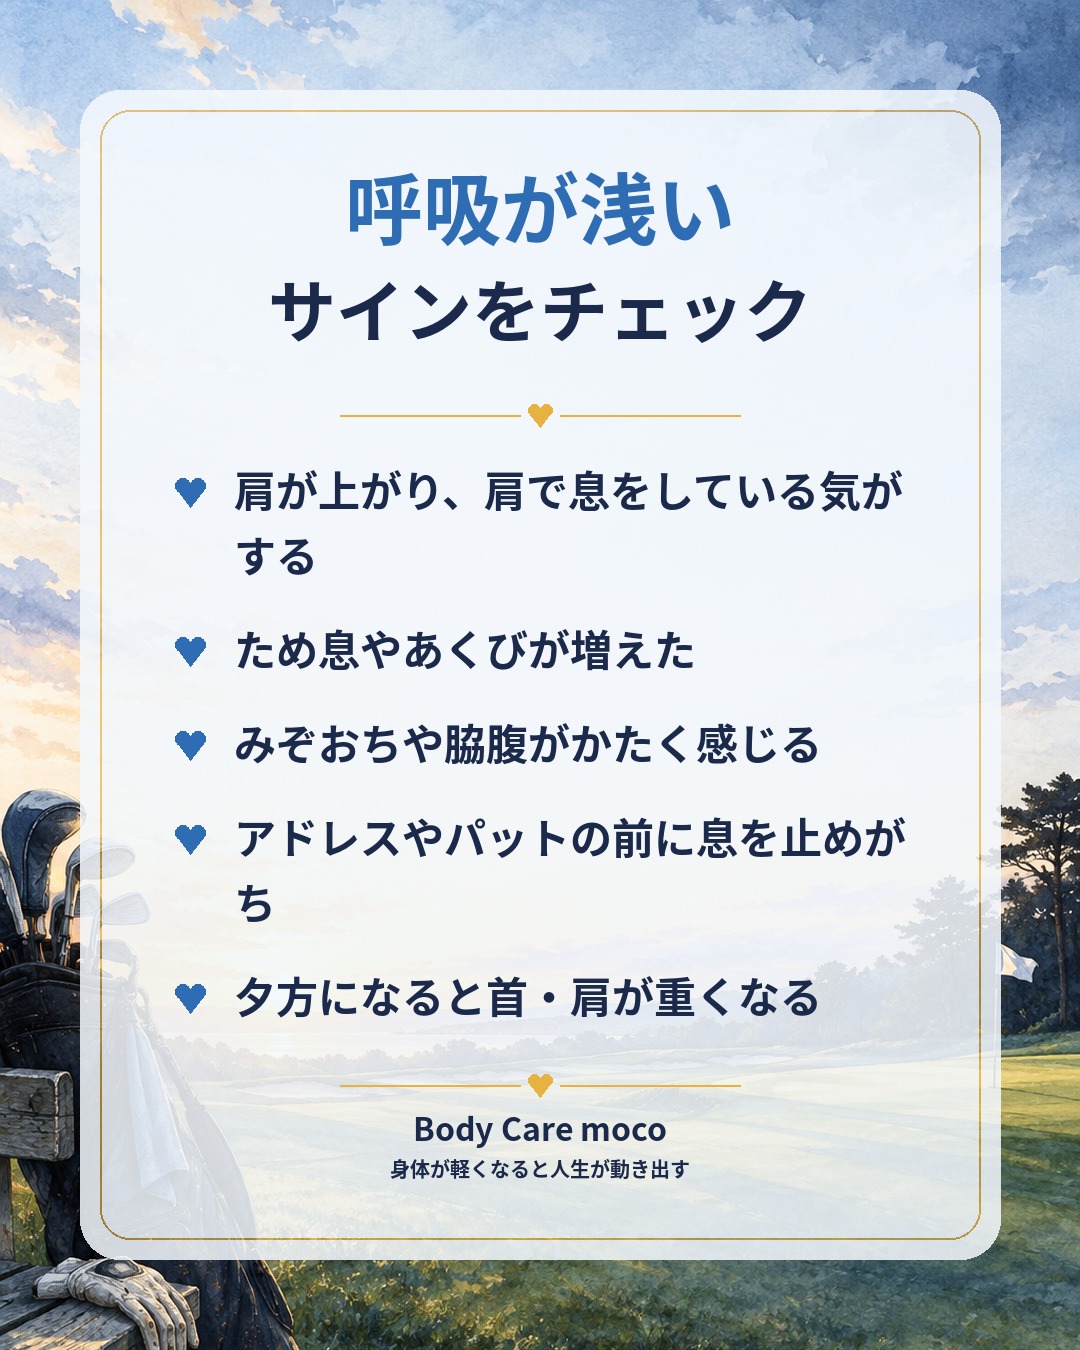 呼吸が浅い
サインをチェック
肩が上がり、肩で息をしている気が
する
ため息やあくびが増えた
みぞおちや脇腹がかたく感じる
アドレスやパットの前に息を止めが
ち
夕方になると首・肩が重くなる
Body Care moco
身体が軽くなると人生が動き出す